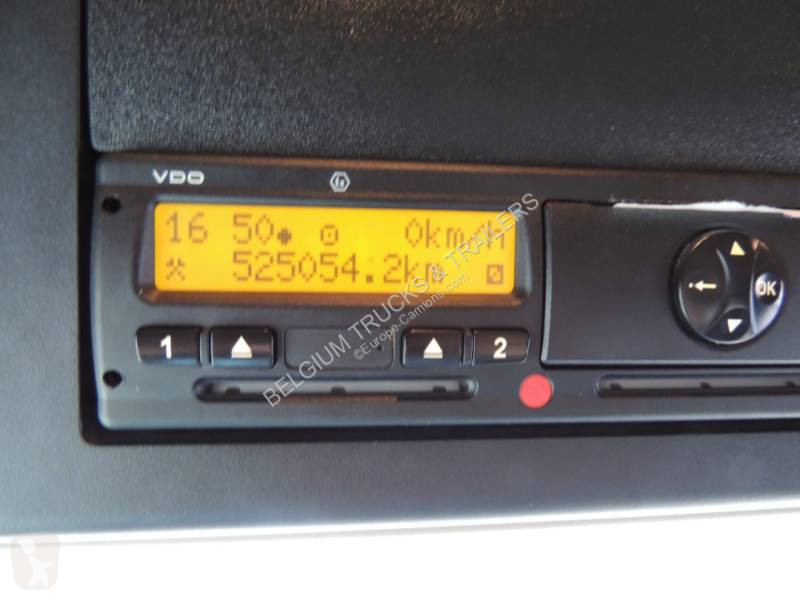 VDO
16 50 0km/h
525054.2km
1
2
OK
BELGIUM TRUCKS & TRAILERS
©Europe-Camions.com